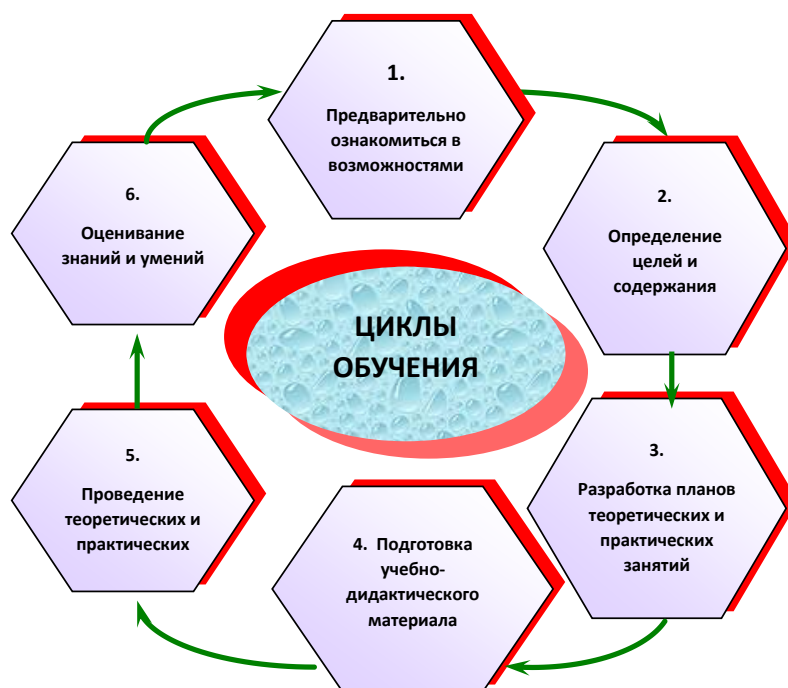 1.
Предварительно
ознакомиться в
возможностями
2.
Определение
целей и
содержания
3.
Разработка планов
теоретических и
практических
занятий
4. Подготовка
учебно-
дидактического
материала
5.
Проведение
теоретических и
практических
6.
Оценивание
знаний и умений
ЦИКЛЫ
ОБУЧЕНИЯ